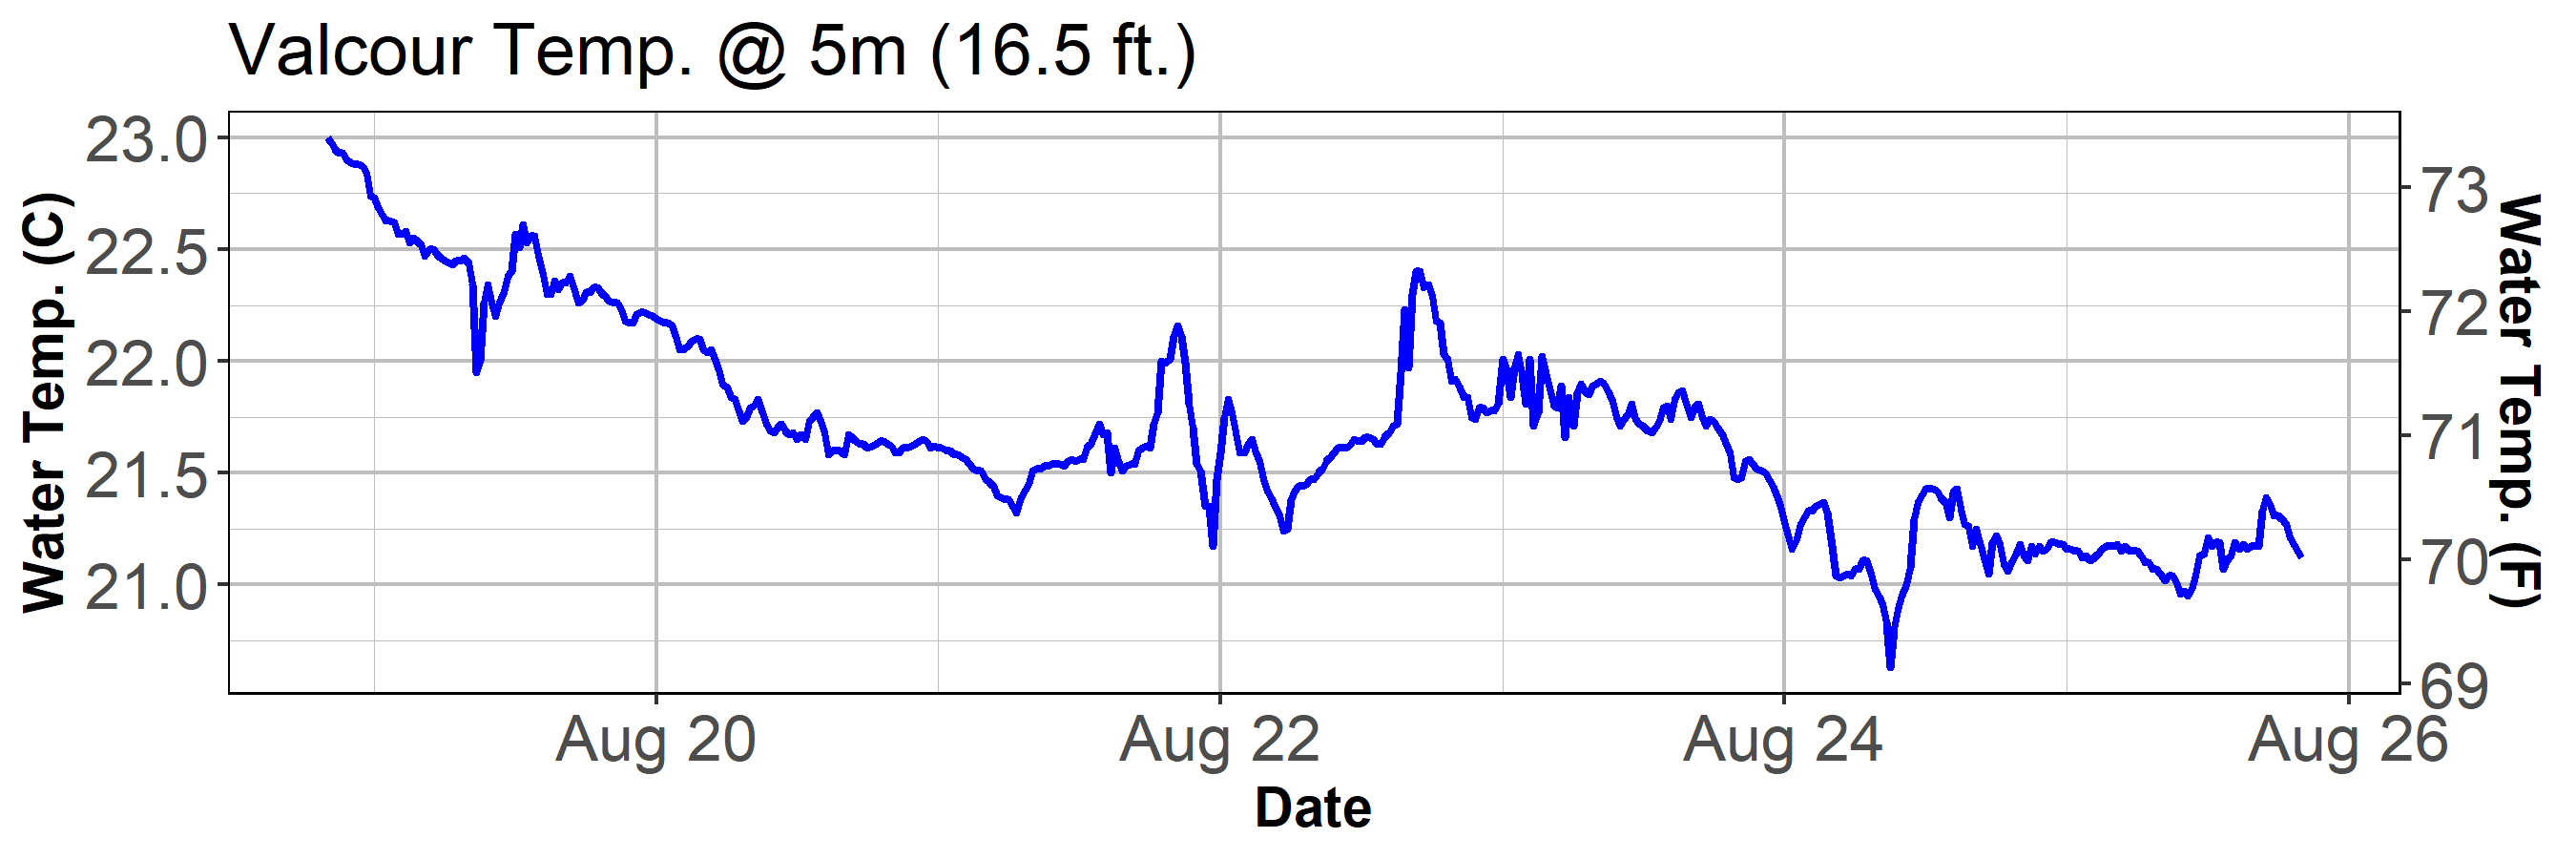 Valcour Temp. @ 5m (16.5 ft.)
Water Temp. (C)
23.0
22.5
22.0
21.5
21.0
73
72
71
70
69
Water Temp. (F)
Aug 20 Aug 22 Aug 24 Aug 26
Date